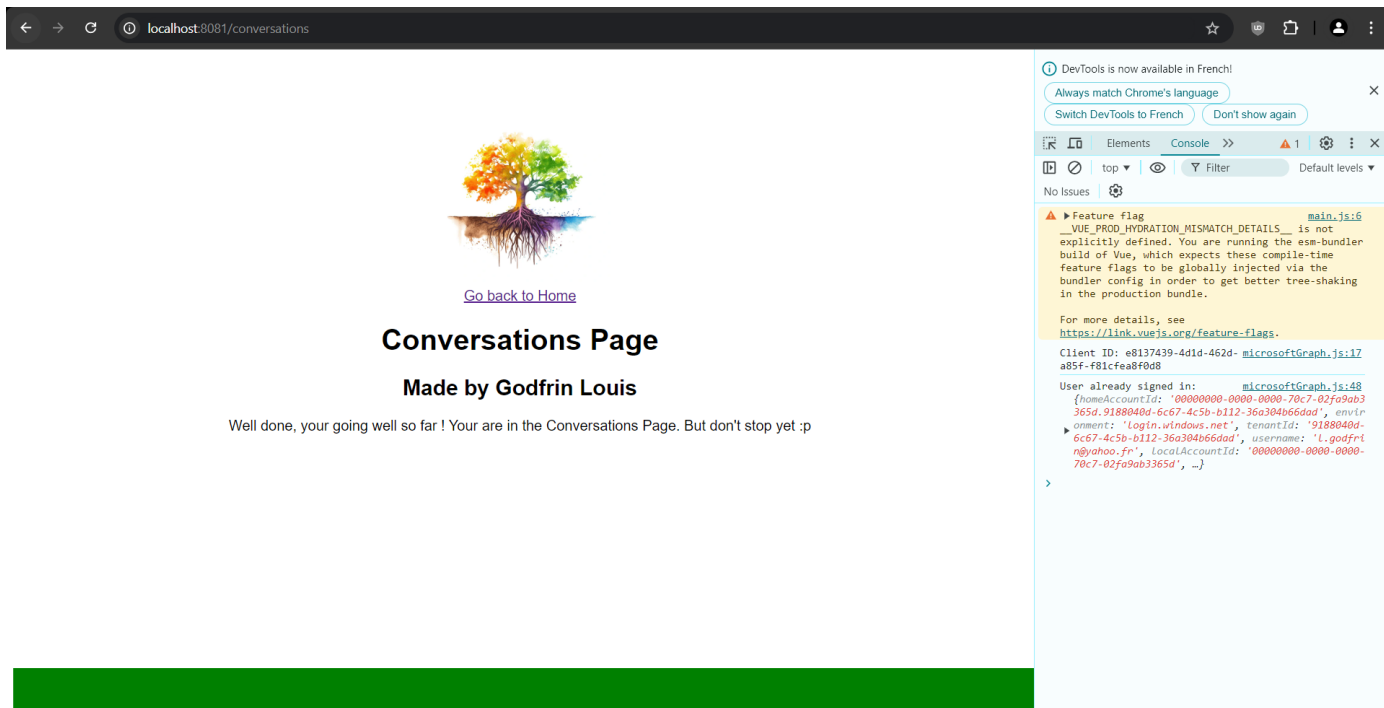 localhost:8081/conversations
DevTools is now available in French!
Always match Chrome's language
Switch DevTools to French
Don't show again
Elements
Console
1
top
Filter
Default levels
No Issues
Feature flag main.js:6
__VUE_PROD_HYDRATION_MISMATCH_DETAILS__ is not
explicitly defined. You are running the esm-bundler
build of Vue, which expects these compile-time
feature flags to be globally injected via the
bundler config in order to get better tree-shaking
in the production bundle.
For more details, see
https://link.vuejs.org/feature-flags.
Client ID: e8137439-4d1d-462d- microsoftGraph.js:17
a85f-f81cfea8f0d8
User already signed in: microsoftGraph.js:48
{homeAccountId: '00000000-0000-0000-70c7-02fa9ab3
365d.9188040d-6c67-4c5b-b112-36a304b66dad', envir
onment: 'login.windows.net', tenantId: '9188040d-
6c67-4c5b-b112-36a304b66dad', username: 'l.godfri
n@yahoo.fr', localAccountId: '00000000-0000-0000-
70c7-02fa9ab3365d', …}
Go back to Home
Conversations Page
Made by Godfrin Louis
Well done, your going well so far ! Your are in the Conversations Page. But don't stop yet :p